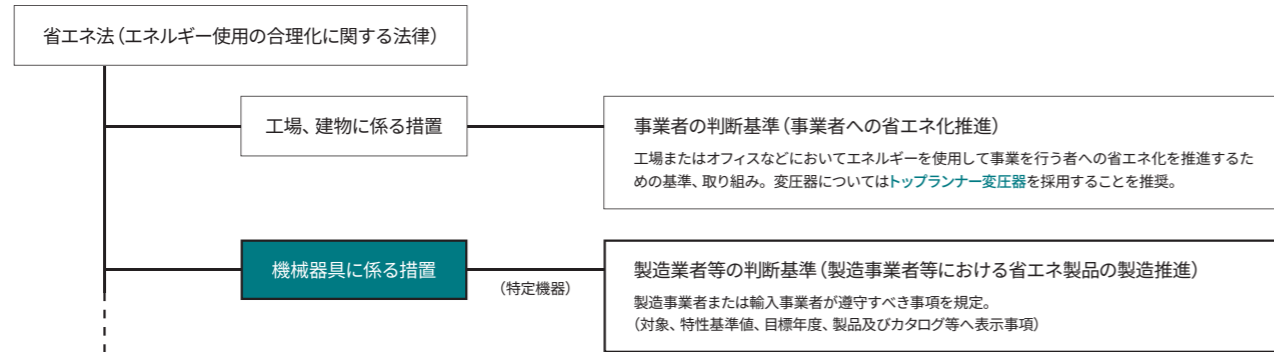 省エネ法（エネルギー使用の合理化に関する法律）
工場、建物に係る措置
事業者の判断基準（事業者への省エネ化推進）
工場またはオフィスなどにおいてエネルギーを使用して事業を行う者への省エネ化を推進するた
めの基準、取り組み。変圧器についてはトップランナー変圧器を採用することを推奨。
機械器具に係る措置
（特定機器）
製造業者等の判断基準（製造事業者等における省エネ製品の製造推進）
製造事業者または輸入事業者が遵守すべき事項を規定。
（対象、特性基準値、目標年度、製品及びカタログ等へ表示事項）